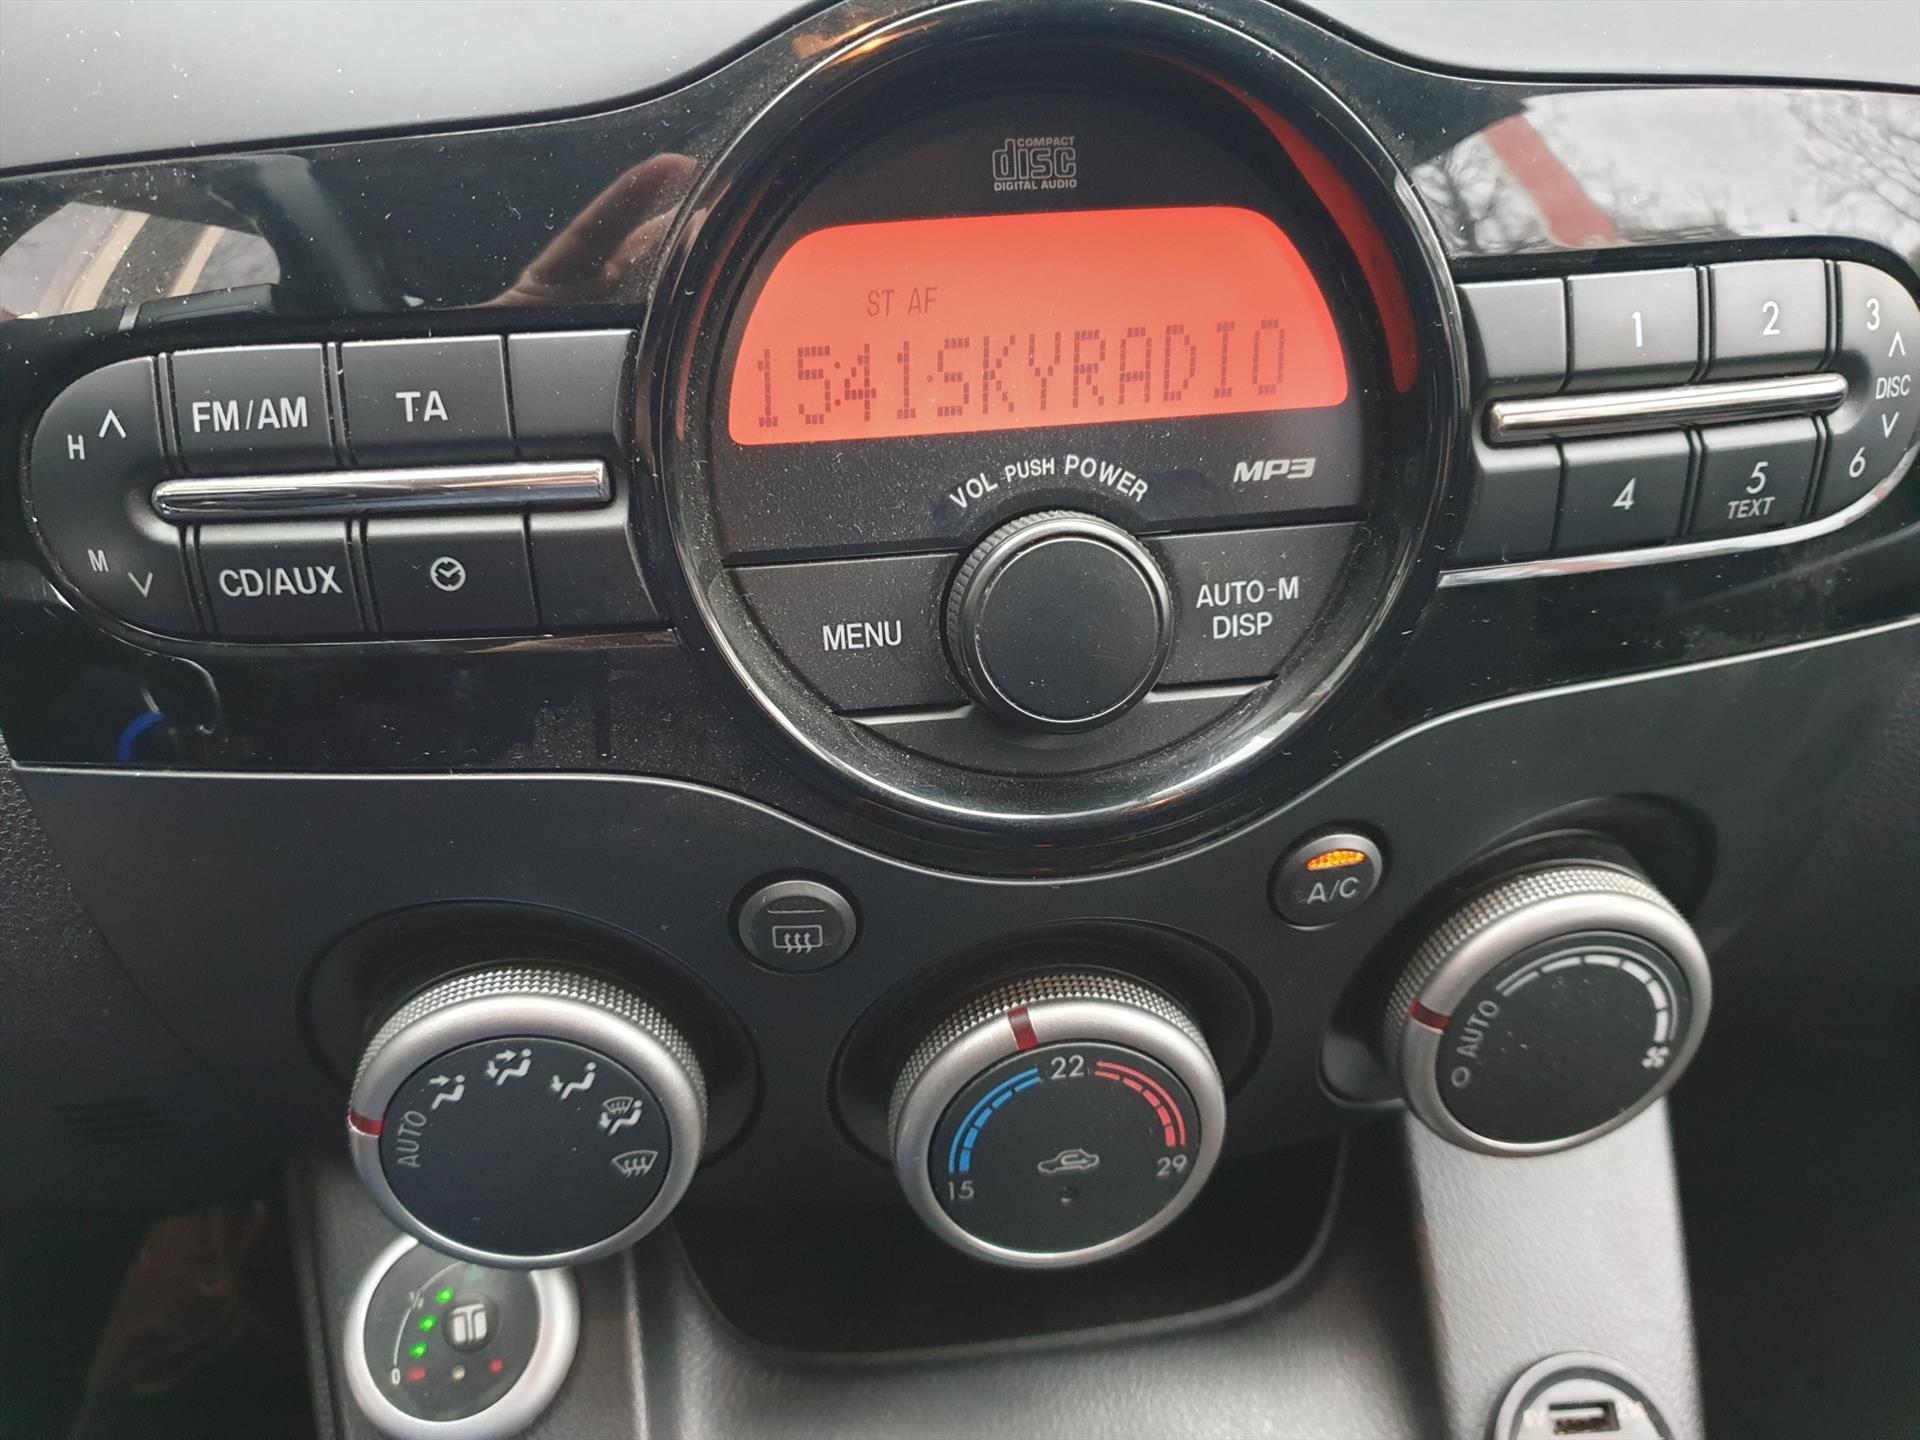 COMPACT
disc
DIGITAL AUDIO
ST AF
15:41:SKYRADIO
VOL PUSH POWER
MP3
MENU
AUTO-M
DISP
H
M
FM/AM
TA
CD/AUX
1
2
3
DISC
4
5
TEXT
6
A/C
AUTO
22
15
29
AUTO
O
0